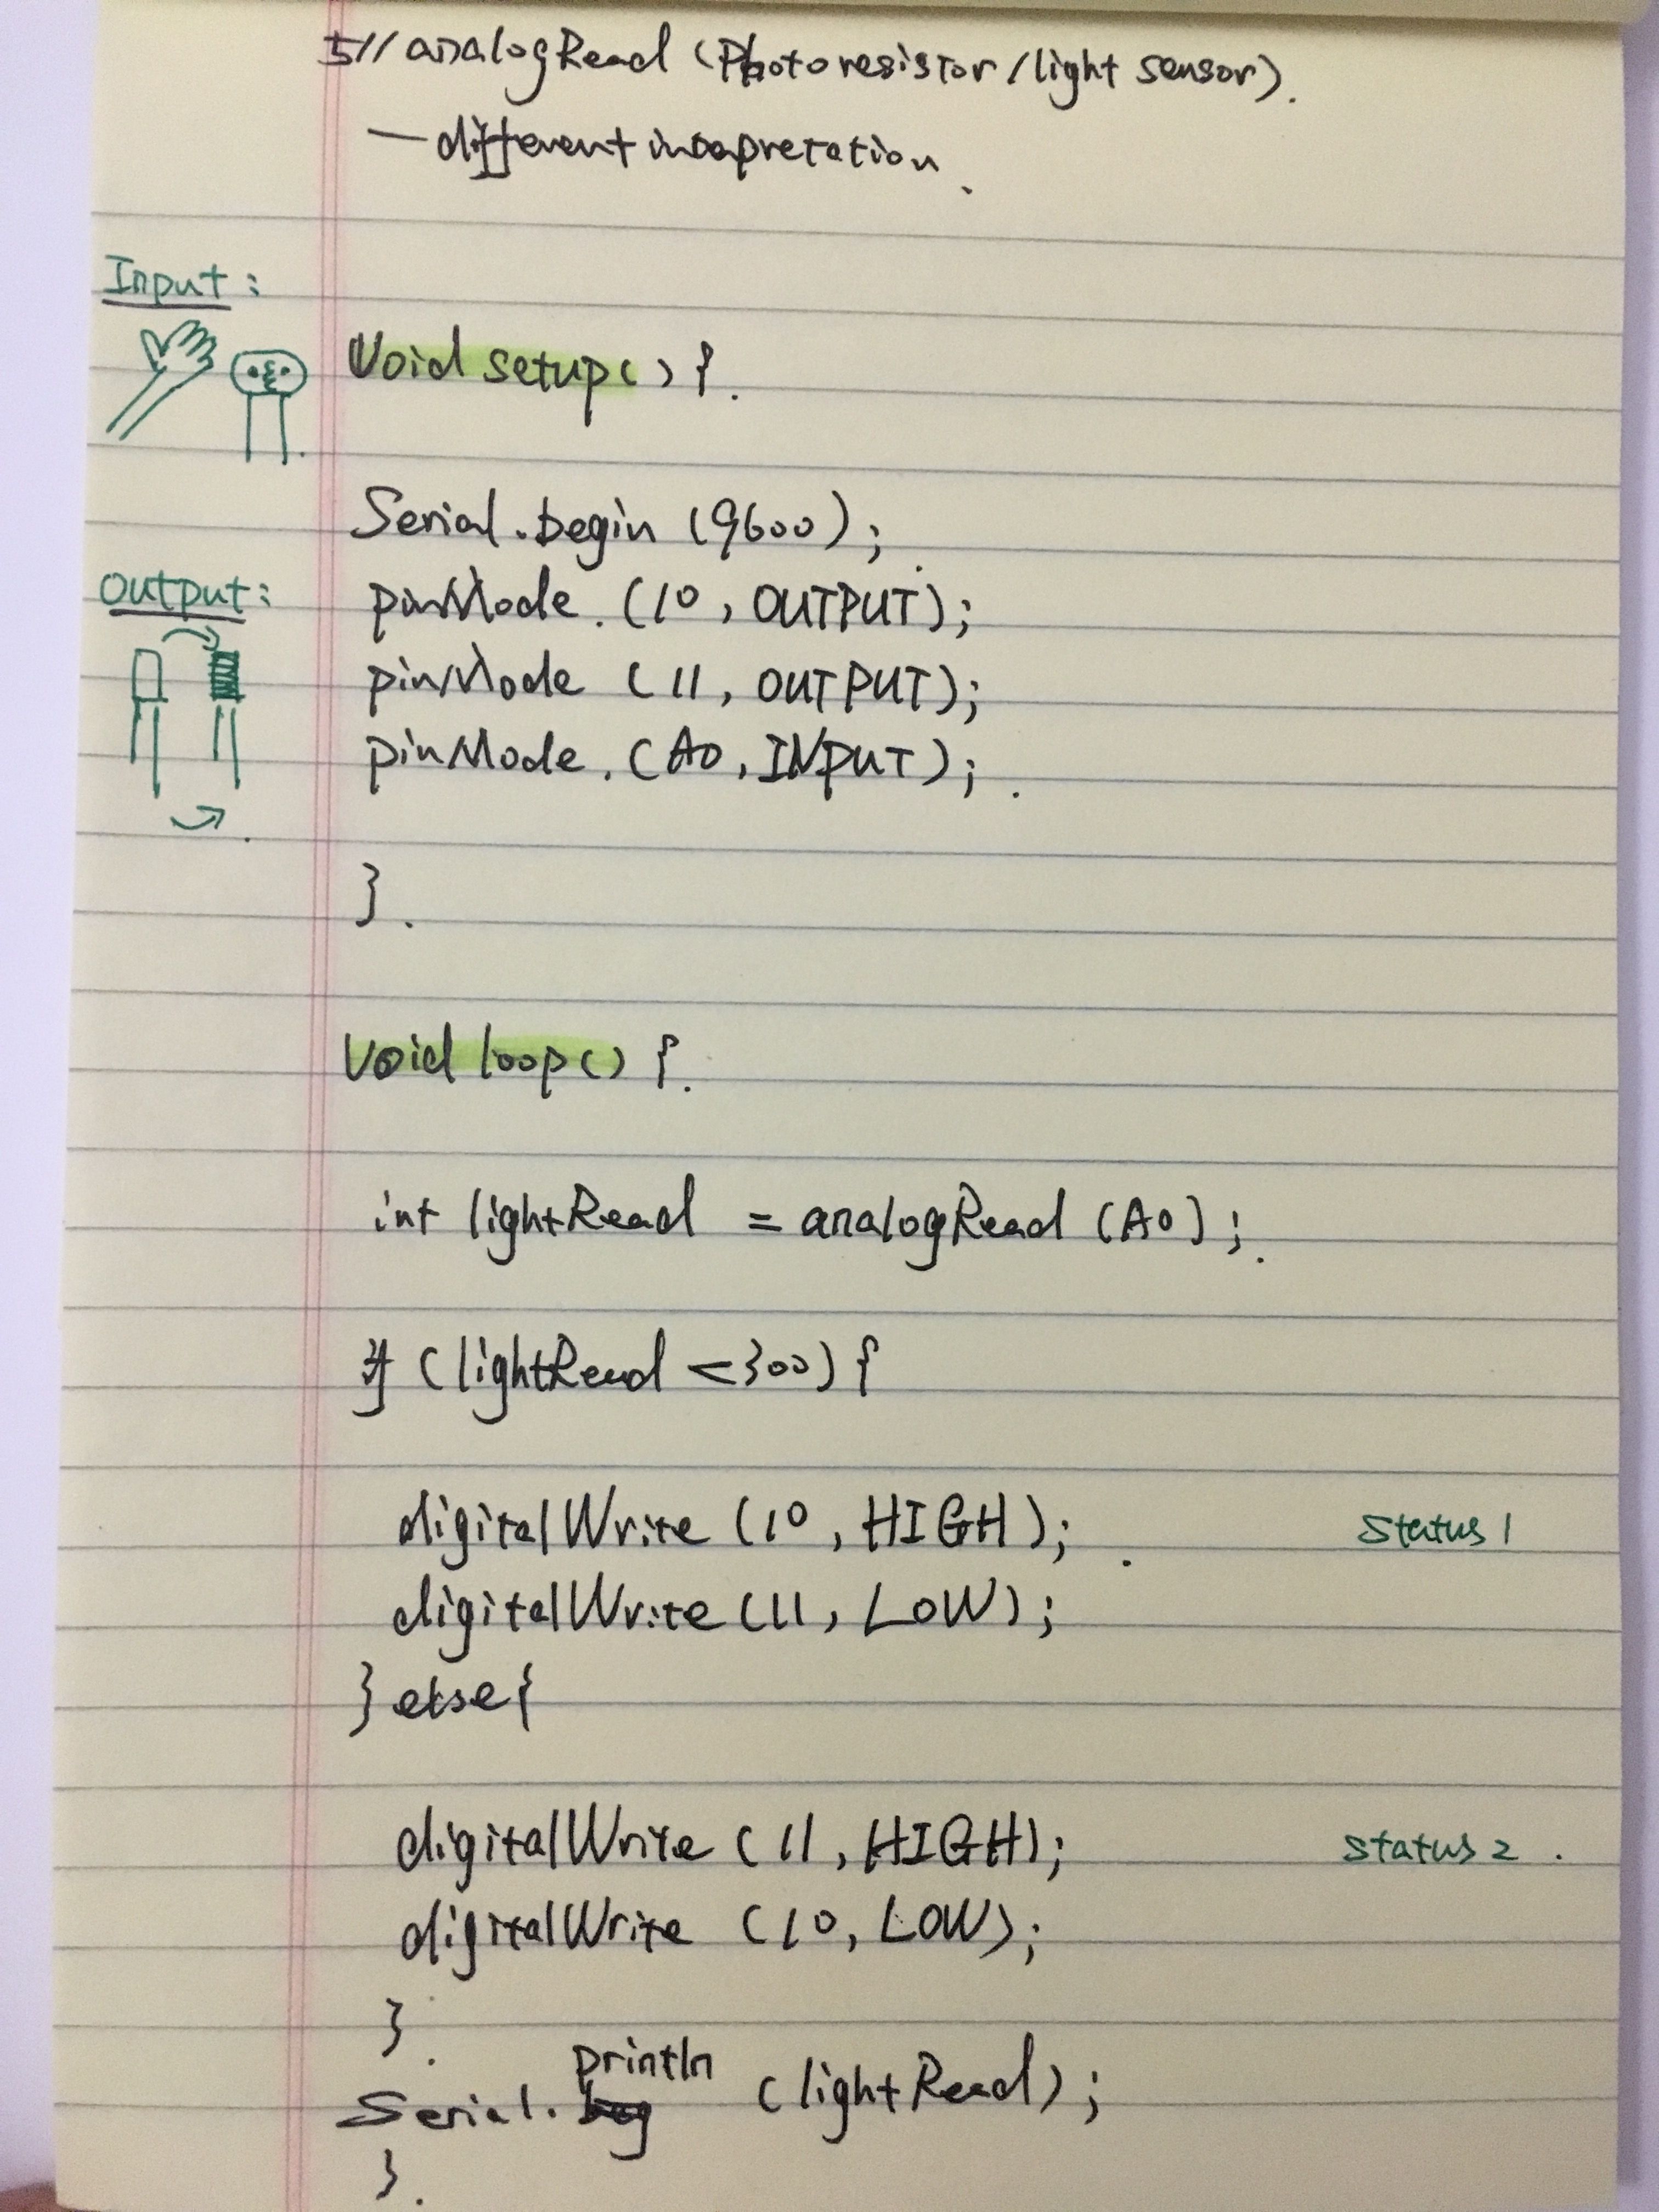 5// analogRead (Photoresistor/light sensor).
— different intepretation.
Input:
Void setup() {.
Serial.begin (9600);
Output:
pinMode. (10, OUTPUT);
pinMode (11, OUTPUT);
pinMode. (A0, INPUT);.
}.
Void loop() {.
int lightRead = analogRead (A0);.
if (lightRead <300) {
digitalWrite (10, HIGH); . Status 1
digitalWrite (11, LOW);
} else {
digitalWrite (11, HIGH); Status 2 .
digitalWrite (10, LOW);
}.
Serial. println (lightRead);
}.